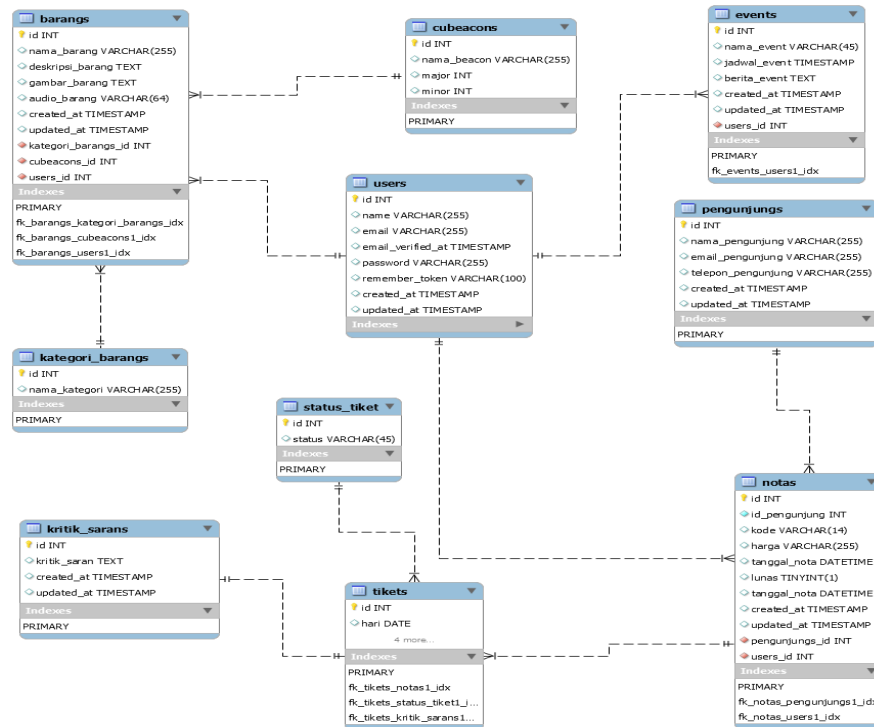 barangs
id INT
nama_barang VARCHAR(255)
deskripsi_barang TEXT
gambar_barang TEXT
audio_barang VARCHAR(64)
created_at TIMESTAMP
updated_at TIMESTAMP
kategori_barangs_id INT
cubeacons_id INT
users_id INT
Indexes
PRIMARY
fk_barangs_kategori_barangs_idx
fk_barangs_cubeacons1_idx
fk_barangs_users1_idx
cubeacons
id INT
nama_beacon VARCHAR(255)
major INT
minor INT
Indexes
PRIMARY
events
id INT
nama_event VARCHAR(45)
jadwal_event TIMESTAMP
berita_event TEXT
created_at TIMESTAMP
updated_at TIMESTAMP
users_id INT
Indexes
PRIMARY
fk_events_users1_idx
users
id INT
name VARCHAR(255)
email VARCHAR(255)
email_verified_at TIMESTAMP
password VARCHAR(255)
remember_token VARCHAR(100)
created_at TIMESTAMP
updated_at TIMESTAMP
Indexes
pengunjungs
id INT
nama_pengunjung VARCHAR(255)
email_pengunjung VARCHAR(255)
telepon_pengunjung VARCHAR(255)
created_at TIMESTAMP
updated_at TIMESTAMP
Indexes
PRIMARY
kategori_barangs
id INT
nama_kategori VARCHAR(255)
Indexes
PRIMARY
status_tiket
id INT
status VARCHAR(45)
Indexes
PRIMARY
kritik_sarans
id INT
kritik_saran TEXT
created_at TIMESTAMP
updated_at TIMESTAMP
Indexes
PRIMARY
tikets
id INT
hari DATE
4 more...
Indexes
PRIMARY
fk_tikets_notas1_idx
fk_tikets_status_tiket1_i...
fk_tikets_kritik_sarans1...
notas
id INT
id_pengunjung INT
kode VARCHAR(14)
harga VARCHAR(255)
tanggal_nota DATETIME
lunas TINYINT(1)
tanggal_nota DATETIME
created_at TIMESTAMP
updated_at TIMESTAMP
pengunjungs_id INT
users_id INT
Indexes
PRIMARY
fk_notas_pengunjungs1_idx
fk_notas_users1_idx